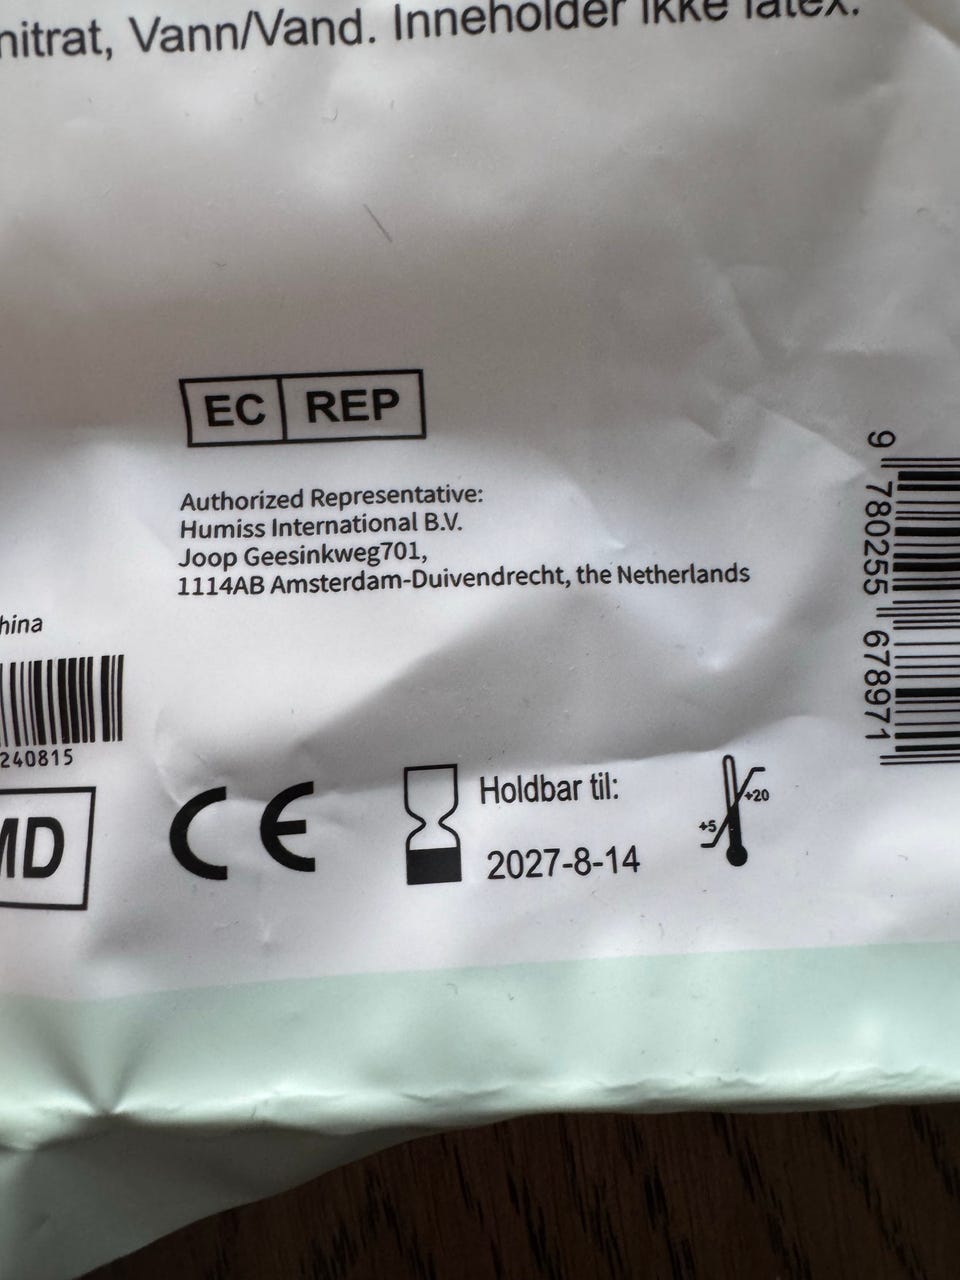 nitrat, Vann/Vand. Inneholder ikke latex.
EC REP
Authorized Representative:
Humiss International B.V.
Joop Geesinkweg701,
1114AB Amsterdam-Duivendrecht, the Netherlands
hina
240815
MD
CE
Holdbar til:
2027-8-14
+5
+20
9 780255 678971